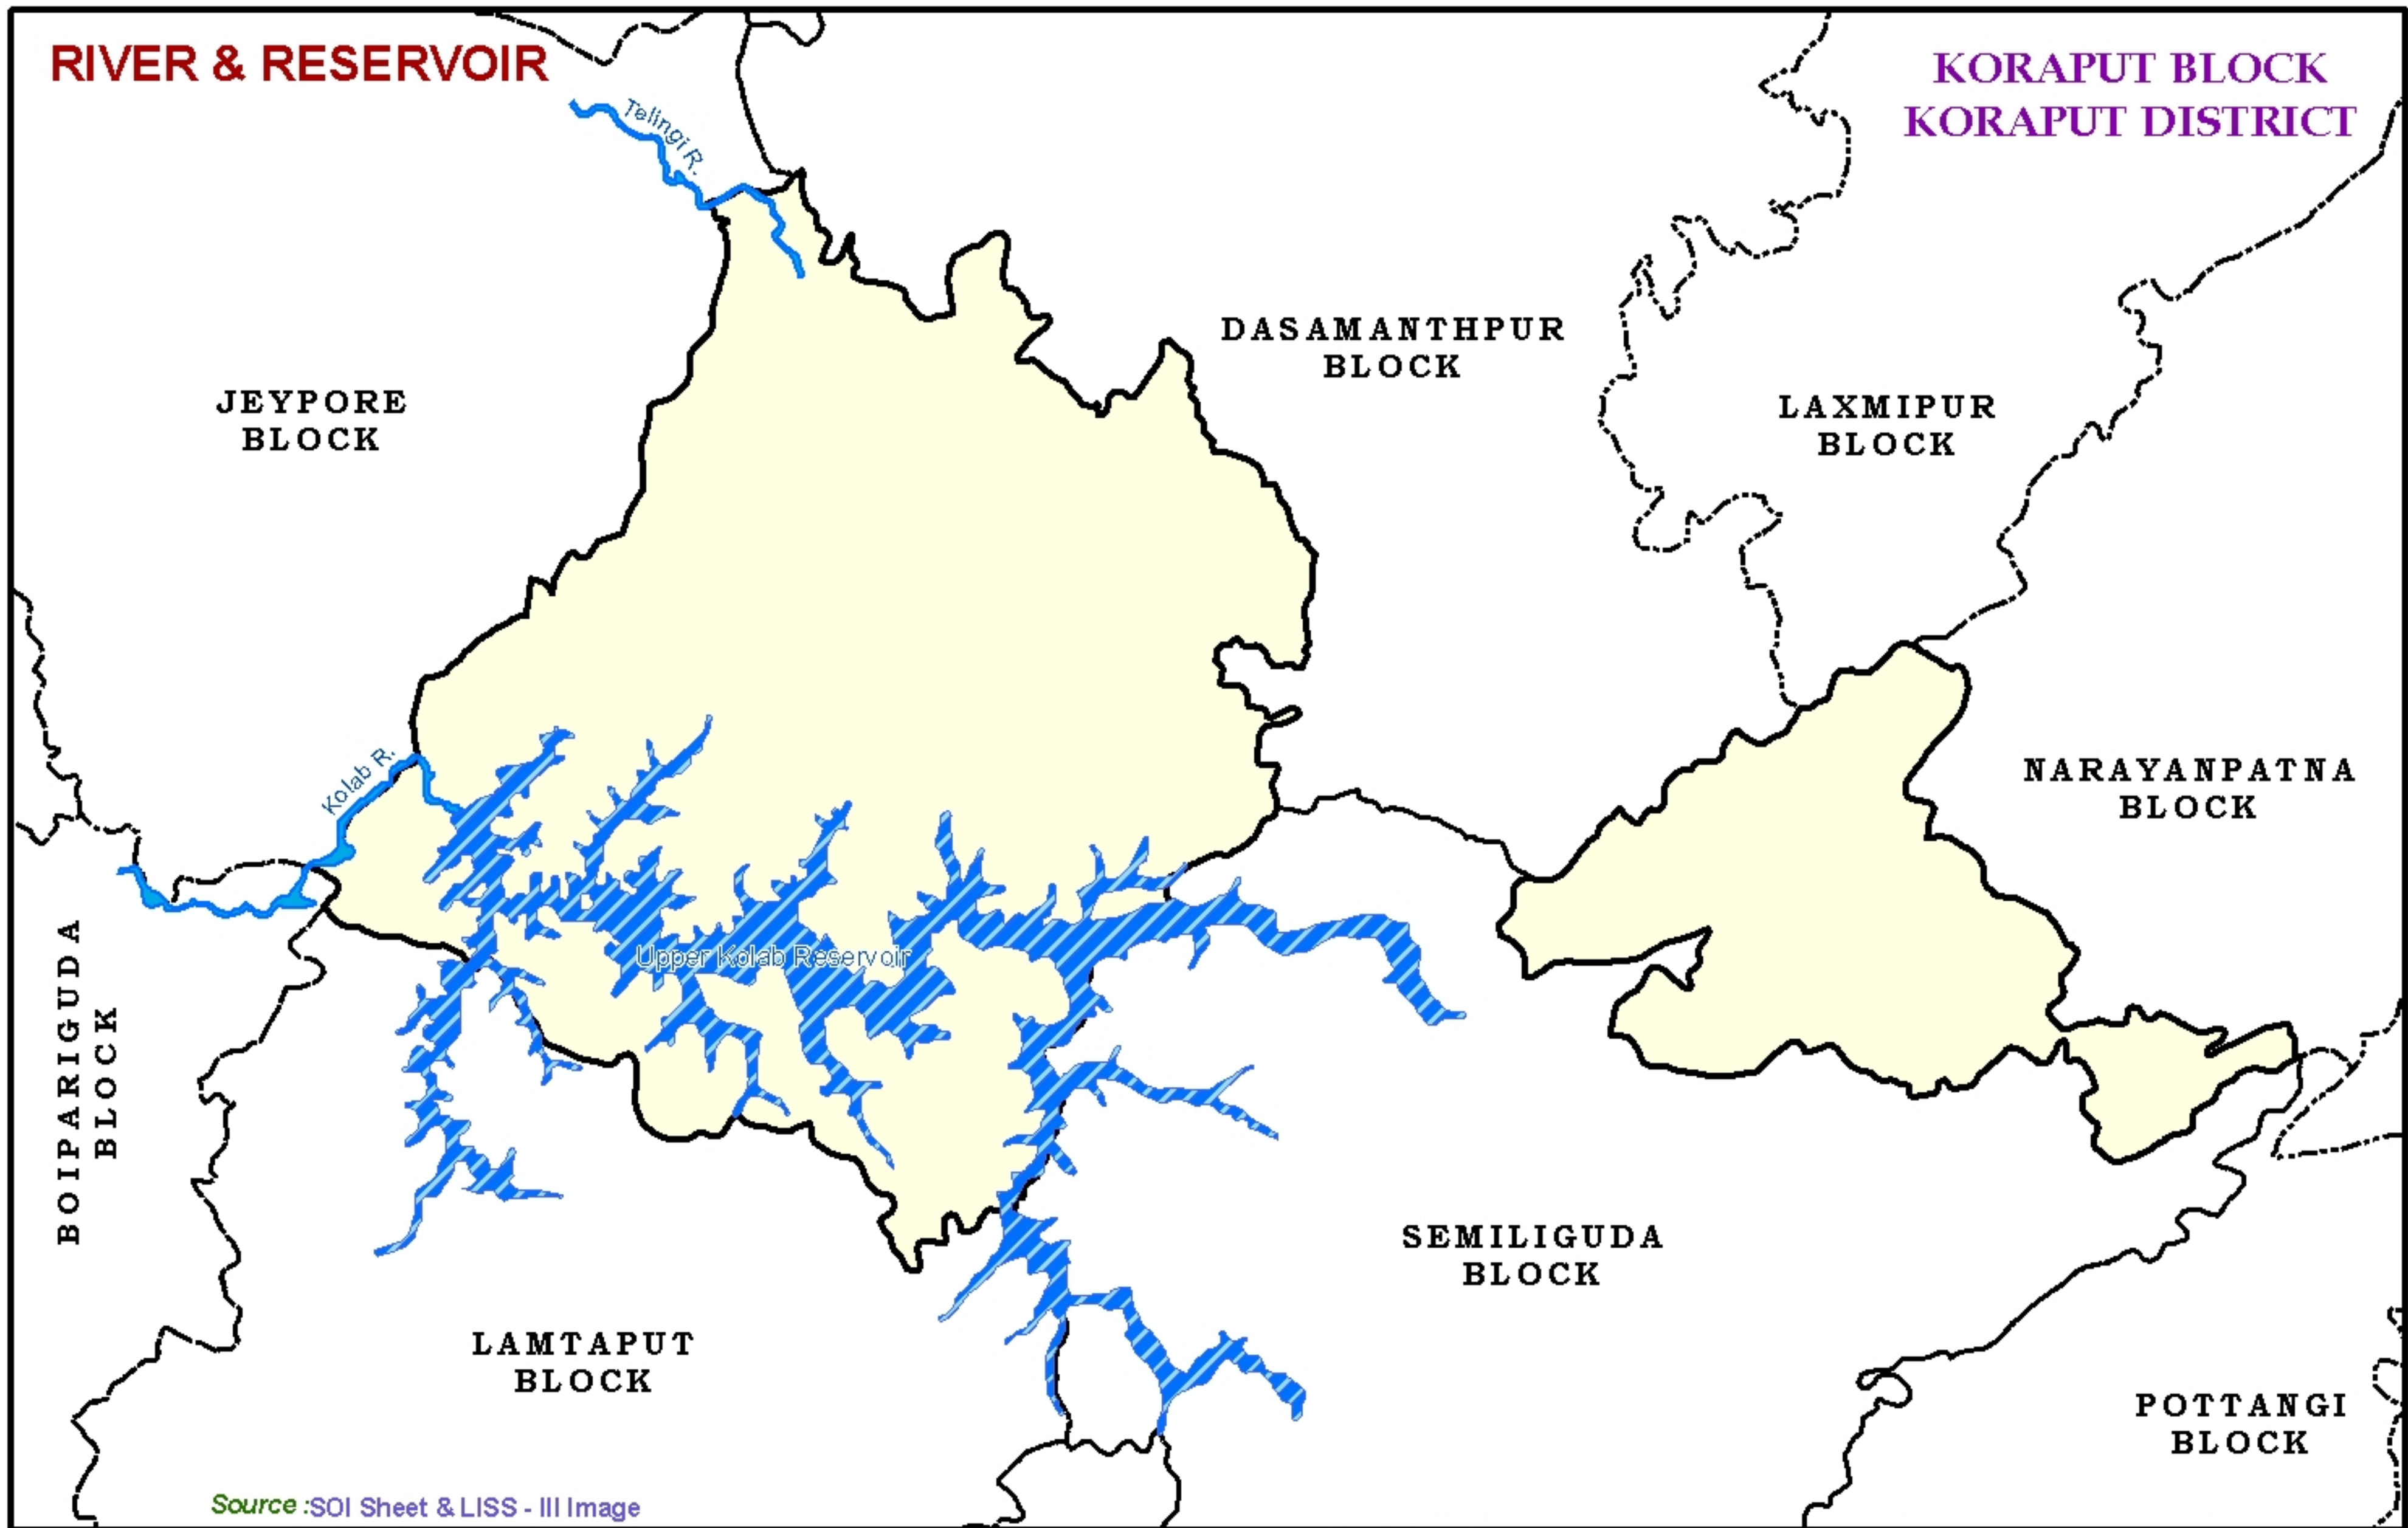 RIVER & RESERVOIR
KORAPUT BLOCK
KORAPUT DISTRICT
Telingi R.
DASAMANTHPUR
BLOCK
JEYPORE
BLOCK
LAXMIPUR
BLOCK
Kolab R.
NARAYANPATNA
BLOCK
Upper Kolab Reservoir
BOIPARIGUDA
BLOCK
SEMILIGUDA
BLOCK
LAMTAPUT
BLOCK
POTTANGI
BLOCK
Source :SOI Sheet & LISS - III Image